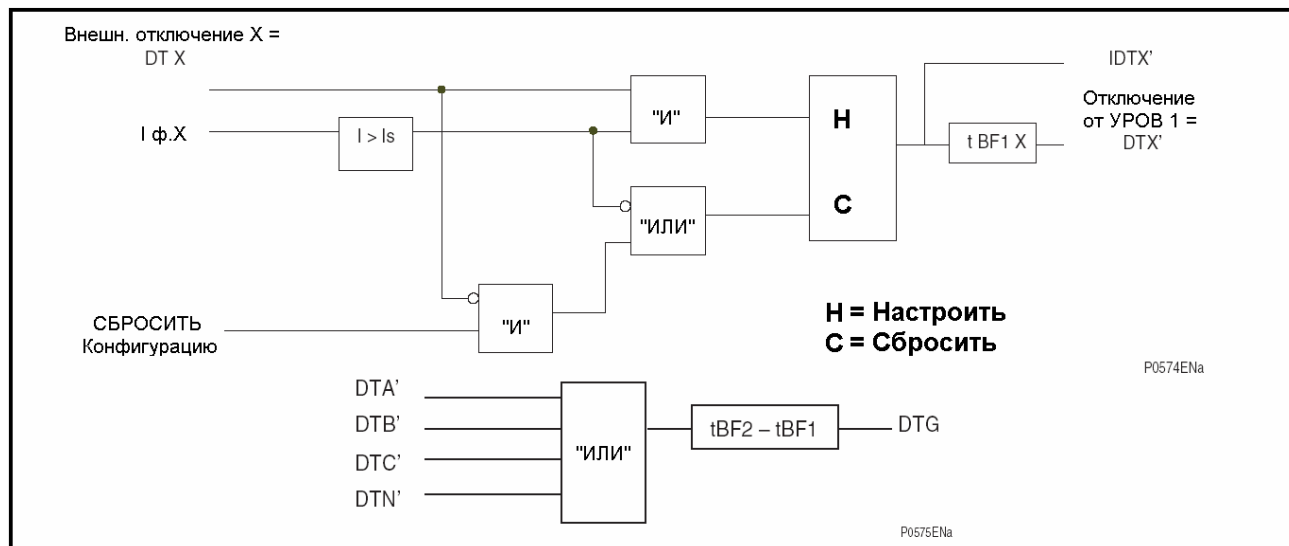 Внешн. отключение X =
DT X
IDTX'
"И"
Н
Отключение
от УРОВ 1 =
DTX'
I ф.X
I > Is
t BF1 X
С
"ИЛИ"
"И"
СБРОСИТЬ
Конфигурацию
Н = Настроить
С = Сбросить
P0574ENa
DTA'
DTB'
DTC'
DTN'
"ИЛИ"
tBF2 – tBF1
DTG
P0575ENa